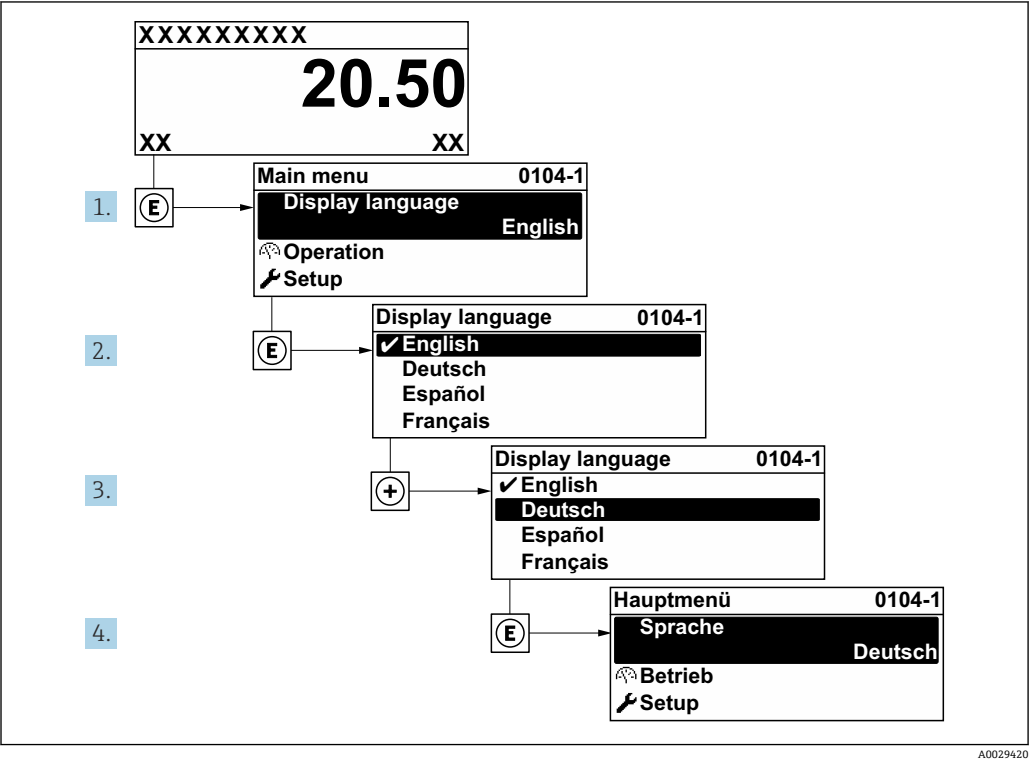 XXXXXXXXX
20.50
XX XX
1. E
Main menu 0104-1
Display language
English
Operation
Setup
2. E
Display language 0104-1
✔English
Deutsch
Español
Français
3. +
Display language 0104-1
✔English
Deutsch
Español
Français
4. E
Hauptmenü 0104-1
Sprache
Deutsch
Betrieb
Setup
A0029420